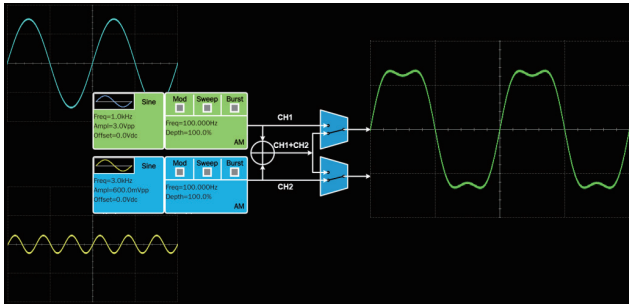 Sine
Mod Sweep Burst
Freq=1.0kHz
Ampl=3.0Vpp
Offset=0.0Vdc
Freq=100.000Hz
Depth=100.0%
AM
CH1
CH1+CH2
Sine
Mod Sweep Burst
Freq=3.0kHz
Ampl=600.0mVpp
Offset=0.0Vdc
Freq=100.000Hz
Depth=100.0%
AM
CH2